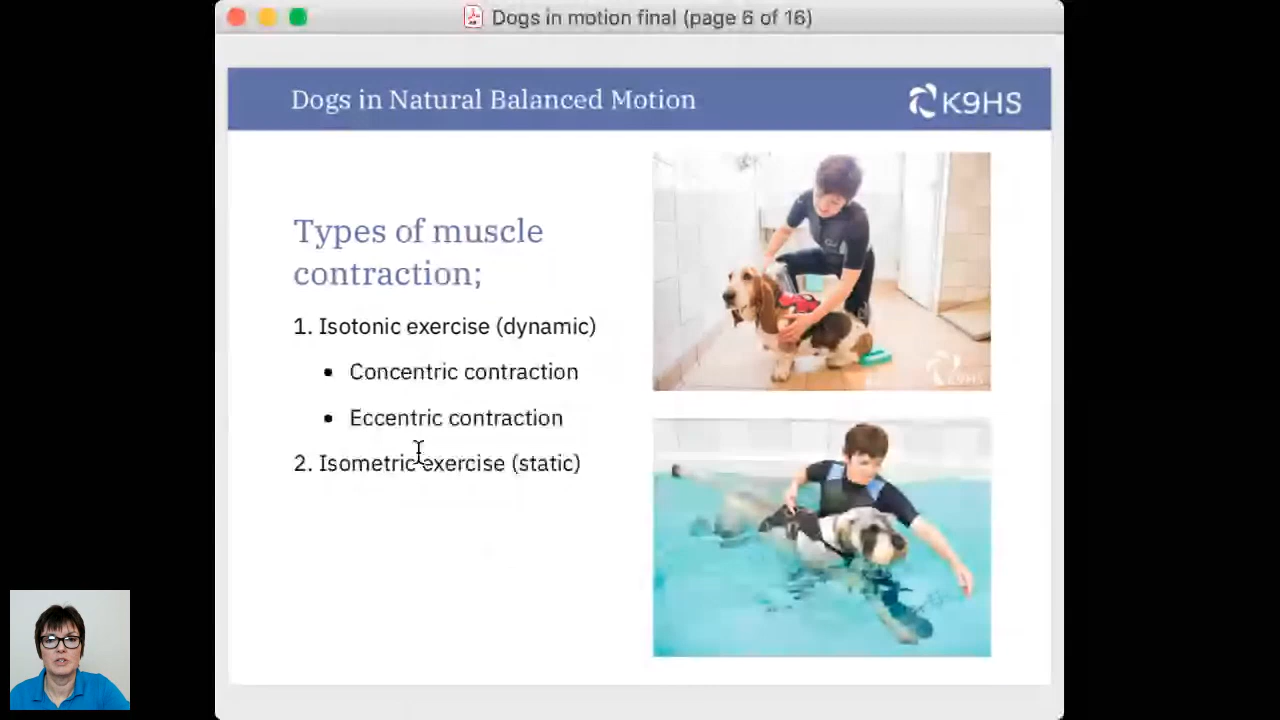 Dogs in motion final (page 6 of 16)
Dogs in Natural Balanced Motion
K9HS
Types of muscle
contraction;
1. Isotonic exercise (dynamic)
• Concentric contraction
• Eccentric contraction
2. Isometric exercise (static)
K9HS